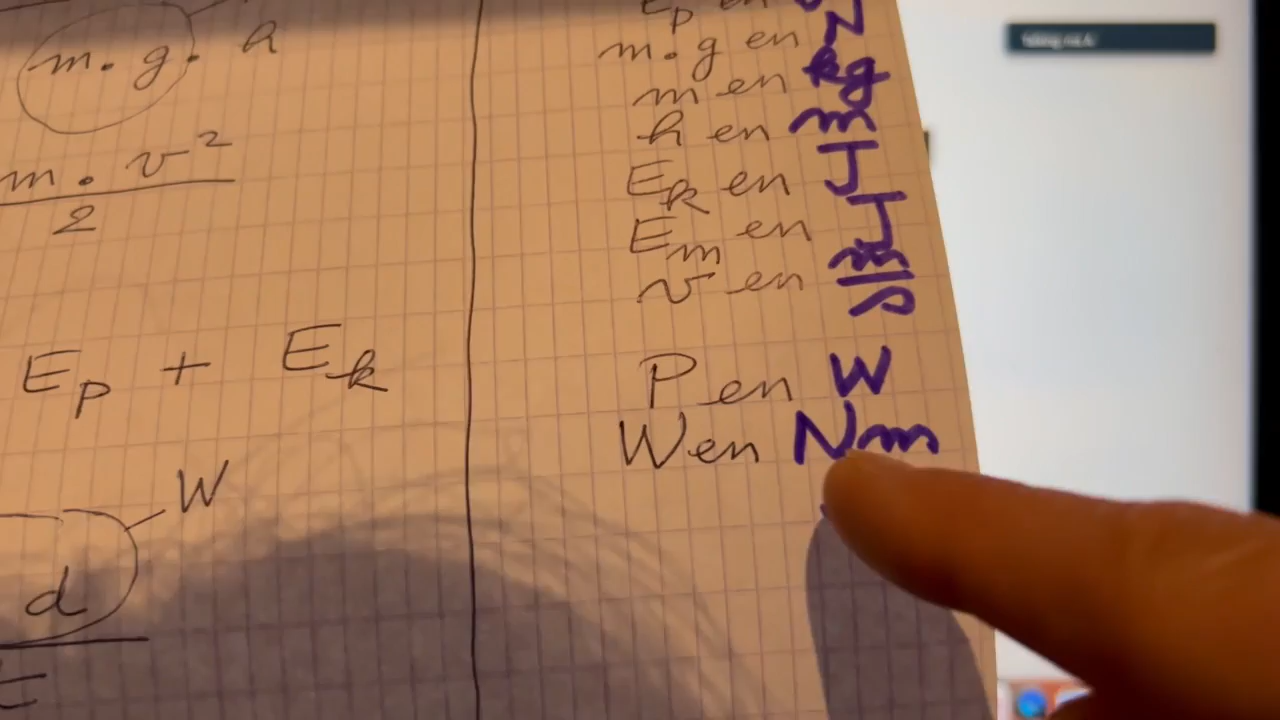 m . g . h
m . v²
2
Ep + Ek
W
d
t
Ep en
m . g en N
m en kg
h en m
Ek en J
Em en J
v en m/s
P en W
W en Nm